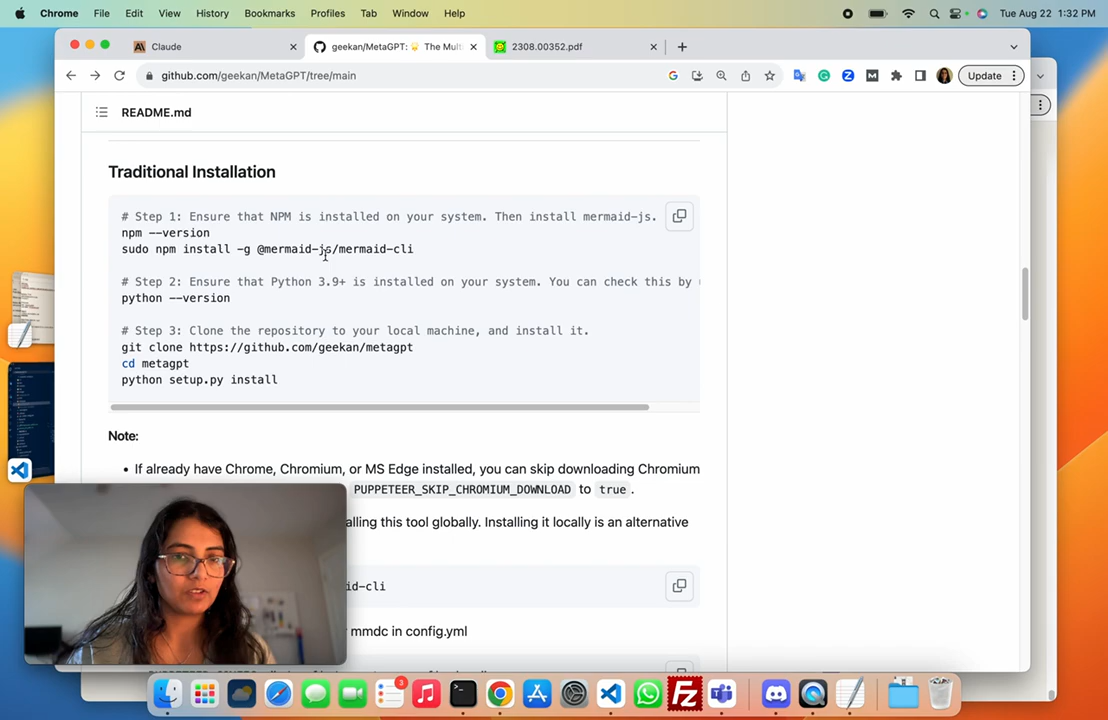 Chrome File Edit View History Bookmarks Profiles Tab Window Help Tue Aug 22 1:32 PM
Claude
geekan/MetaGPT: The Mult
2308.00352.pdf
github.com/geekan/MetaGPT/tree/main
Update
README.md
Traditional Installation
# Step 1: Ensure that NPM is installed on your system. Then install mermaid-js.
npm --version
sudo npm install -g @mermaid-js/mermaid-cli
# Step 2: Ensure that Python 3.9+ is installed on your system. You can check this by
python --version
# Step 3: Clone the repository to your local machine, and install it.
git clone https://github.com/geekan/metagpt
cd metagpt
python setup.py install
Note:
• If already have Chrome, Chromium, or MS Edge installed, you can skip downloading Chromium
PUPPETEER_SKIP_CHROMIUM_DOWNLOAD to true .
alling this tool globally. Installing it locally is an alternative
id-cli
mmdc in config.yml
3